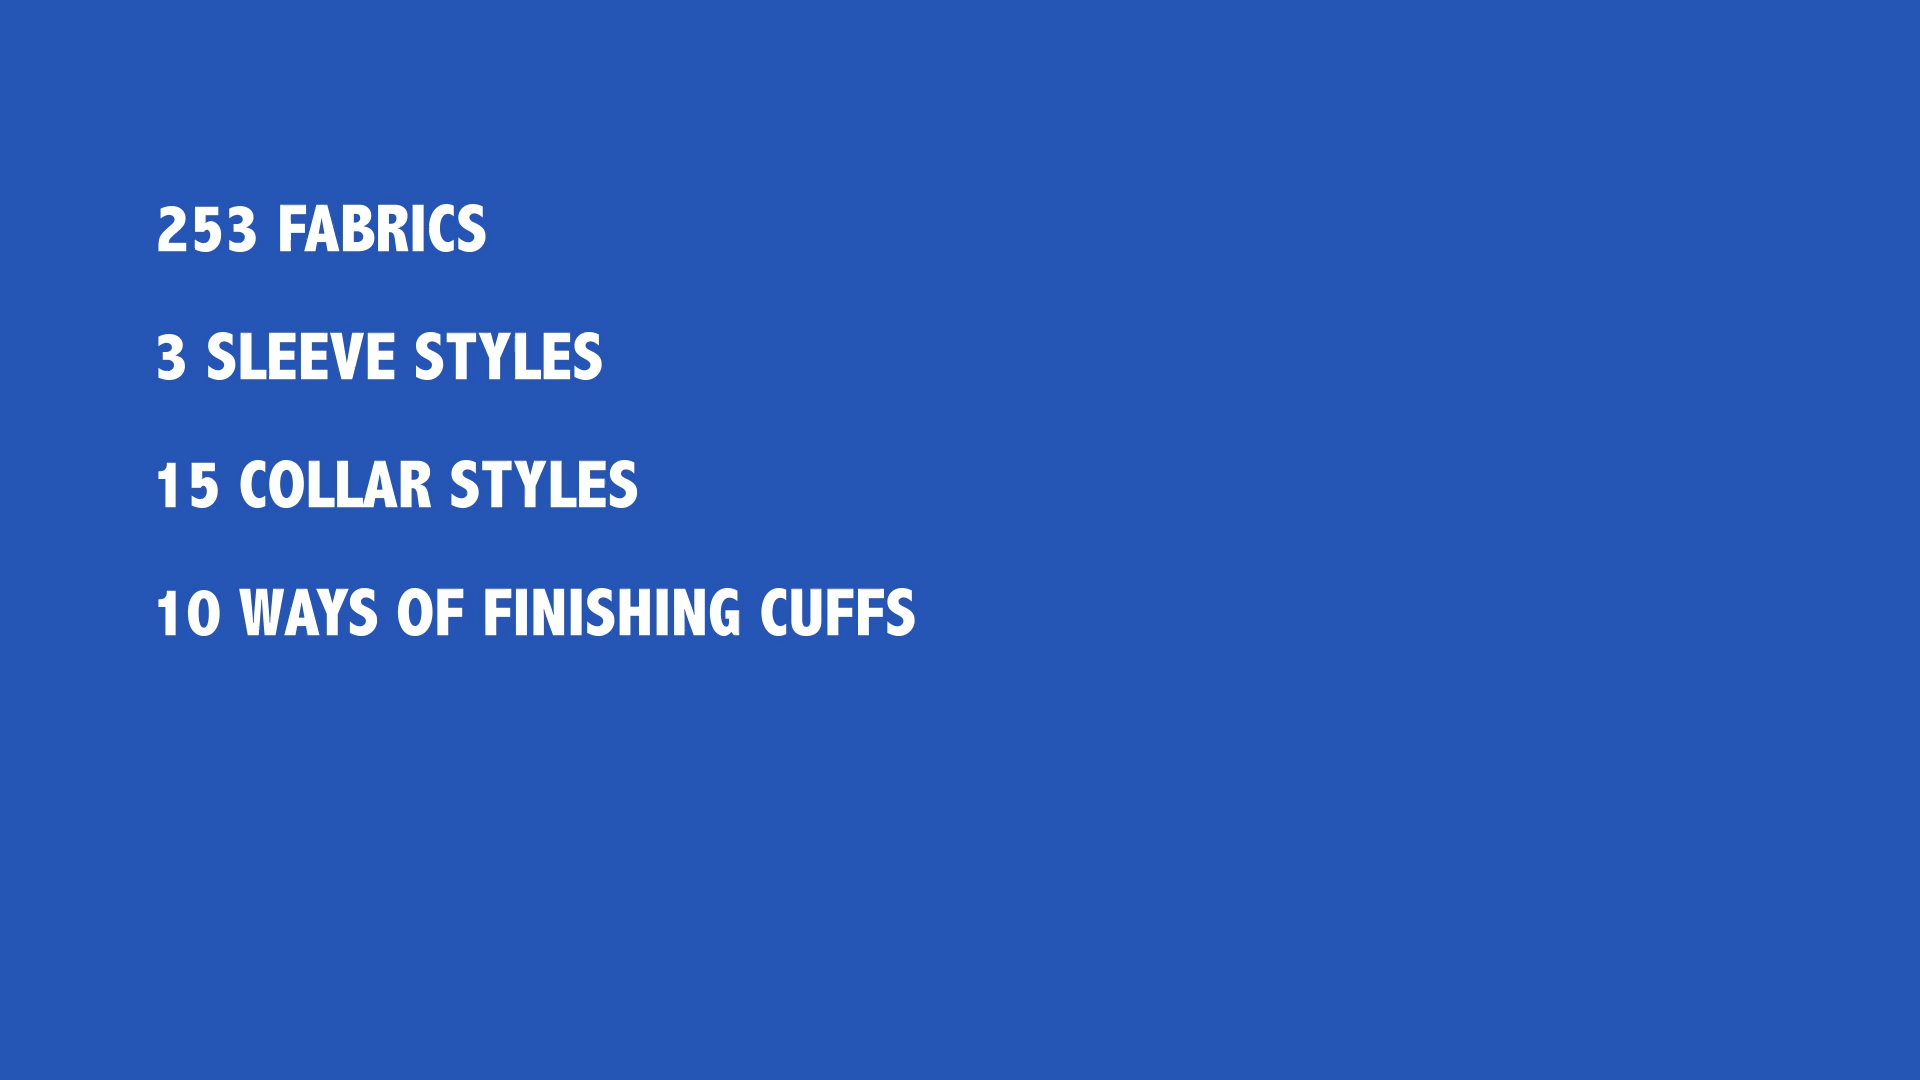 253 FABRICS
3 SLEEVE STYLES
15 COLLAR STYLES
10 WAYS OF FINISHING CUFFS